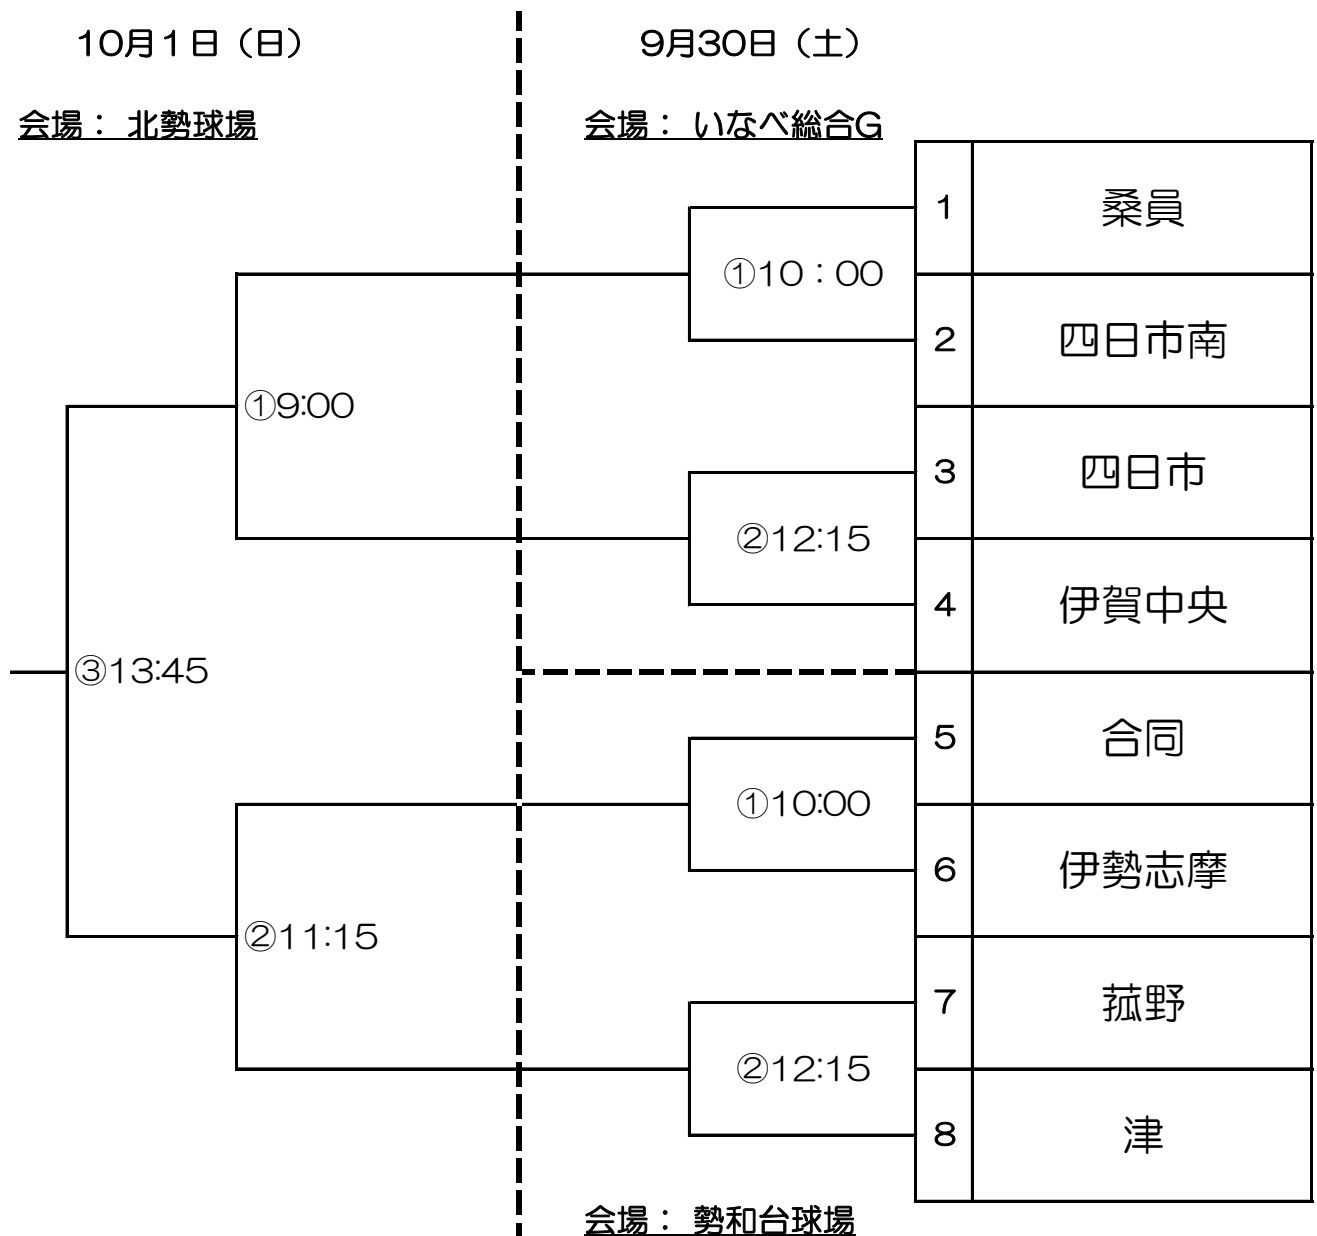 10月1日（日）
9月30日（土）
会場： 北勢球場
会場： いなべ総合G
1 桑員
①10：00
2 四日市南
①9:00
3 四日市
②12:15
4 伊賀中央
③13:45
5 合同
①10:00
6 伊勢志摩
②11:15
7 菰野
②12:15
8 津
会場： 勢和台球場